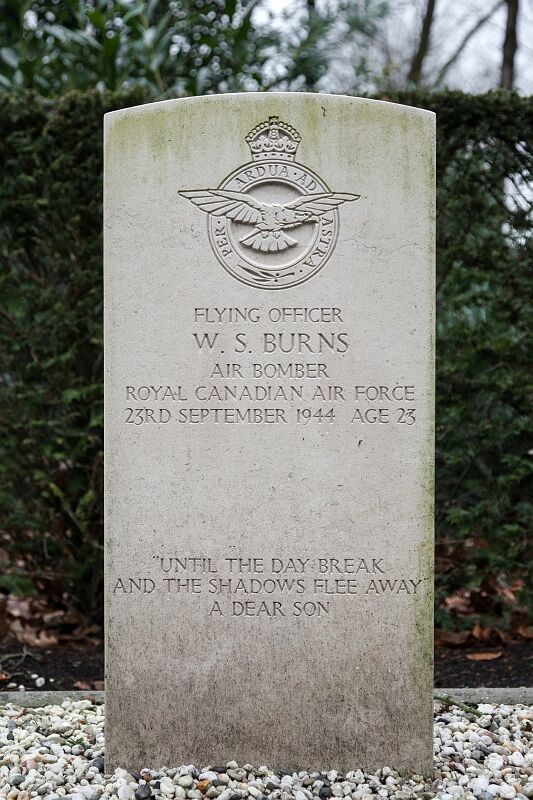 PER · ARDUA · AD ASTRA
FLYING OFFICER
W. S. BURNS
AIR BOMBER
ROYAL CANADIAN AIR FORCE
23RD SEPTEMBER 1944 AGE 23
"UNTIL THE DAY BREAK
AND THE SHADOWS FLEE AWAY"
A DEAR SON